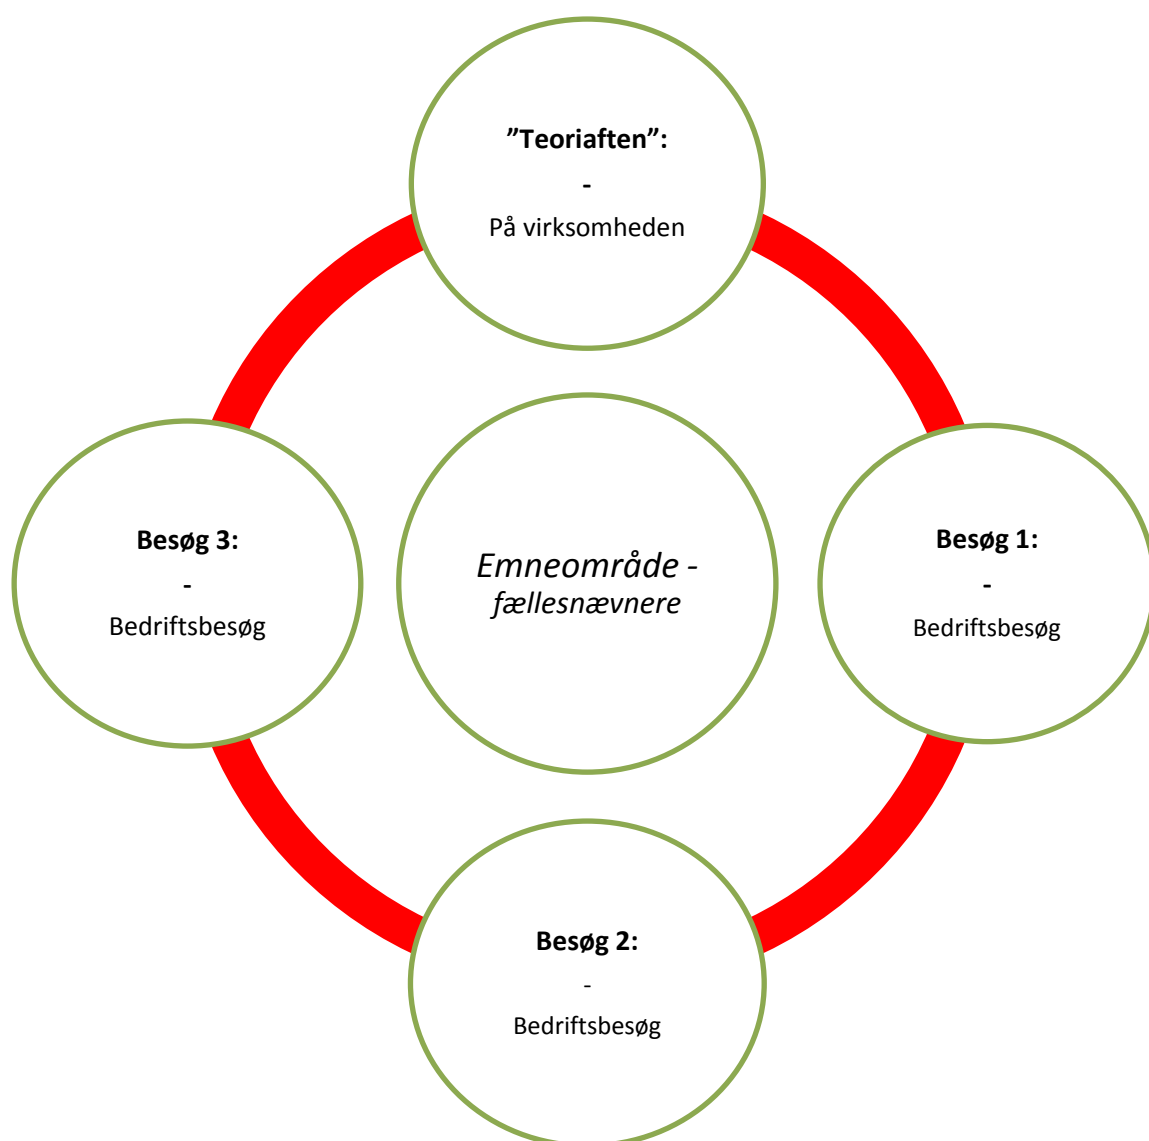 ”Teoriaften”:
-
På virksomheden
Besøg 3:
-
Bedriftsbesøg
Emneområde -
fællesnævnere
Besøg 1:
-
Bedriftsbesøg
Besøg 2:
-
Bedriftsbesøg